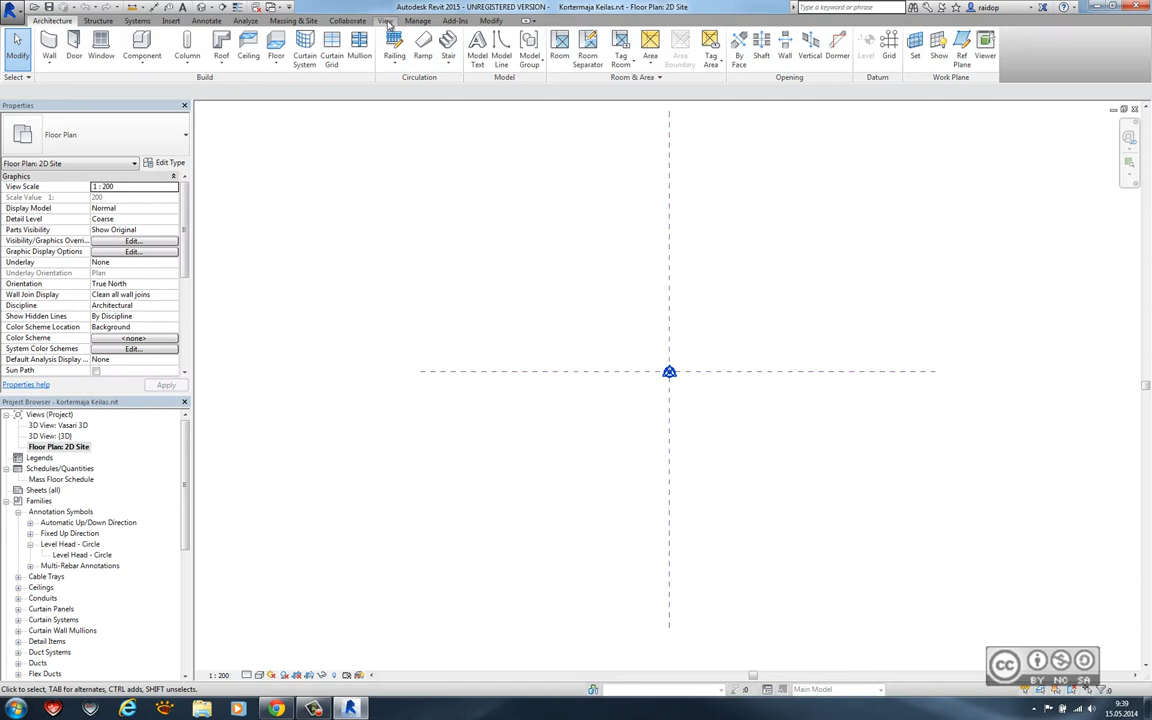 Autodesk Revit 2015 - UNREGISTERED VERSION - Kortermaja Keilas.rvt - Floor Plan: 2D Site
Type a keyword or phrase
raidop
Architecture Structure Systems Insert Annotate Analyze Massing & Site Collaborate View Manage Add-Ins Modify
Modify Wall Door Window Component Column Roof Ceiling Floor Curtain System Curtain Grid Mullion Railing Ramp Stair Model Text Model Line Model Group Room Room Separator Tag Room Area Area Boundary Tag Area By Face Shaft Wall Vertical Dormer Level Grid Set Show Ref Plane Viewer
Select Build Circulation Model Room & Area Opening Datum Work Plane
Properties
Floor Plan
Floor Plan: 2D Site Edit Type
Graphics
View Scale 1 : 200
Scale Value 1: 200
Display Model Normal
Detail Level Coarse
Parts Visibility Show Original
Visibility/Graphics Overri... Edit...
Graphic Display Options Edit...
Underlay None
Underlay Orientation Plan
Orientation True North
Wall Join Display Clean all wall joins
Discipline Architectural
Show Hidden Lines By Discipline
Color Scheme Location Background
Color Scheme <none>
System Color Schemes Edit...
Default Analysis Display ... None
Sun Path
Properties help Apply
Project Browser - Kortermaja Keilas.rvt
Views (Project)
3D View: Vasari 3D
3D View: {3D}
Floor Plan: 2D Site
Legends
Schedules/Quantities
Mass Floor Schedule
Sheets (all)
Families
Annotation Symbols
Automatic Up/Down Direction
Fixed Up Direction
Level Head - Circle
Level Head - Circle
Multi-Rebar Annotations
Cable Trays
Ceilings
Conduits
Curtain Panels
Curtain Systems
Curtain Wall Mullions
Detail Items
Duct Systems
Ducts
Flex Ducts
1 : 200
Click to select, TAB for alternates, CTRL adds, SHIFT unselects.
:0 Main Model :0
cc BY NC SA
9:39
15.05.2014